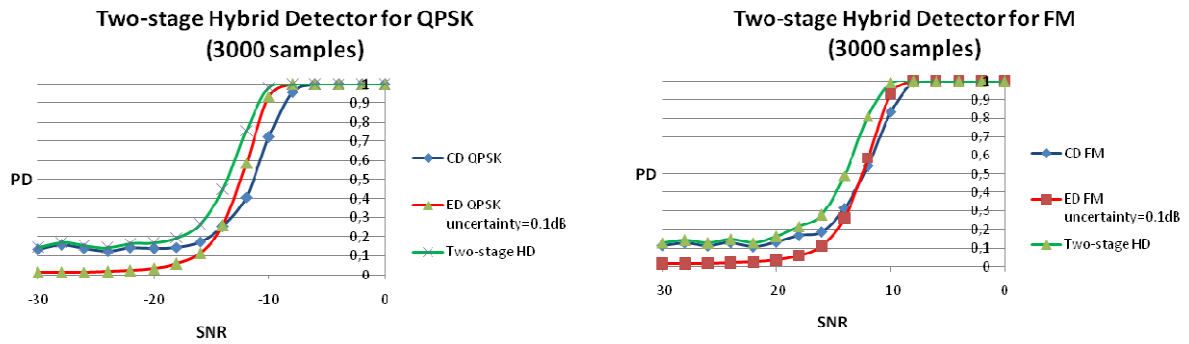 Two-stage Hybrid Detector for QPSK
(3000 samples)
1
0,9
0,8
0,7
0,6
0,5
0,4
0,3
0,2
0,1
0
PD
-30
-20
-10
0
SNR
CD QPSK
ED QPSK
uncertainty=0.1dB
Two-stage HD
Two-stage Hybrid Detector for FM
(3000 samples)
1
0,9
0,8
0,7
0,6
0,5
0,4
0,3
0,2
0,1
0
PD
30
20
10
0
SNR
CD FM
ED FM
uncertainty=0.1dB
Two-stage HD